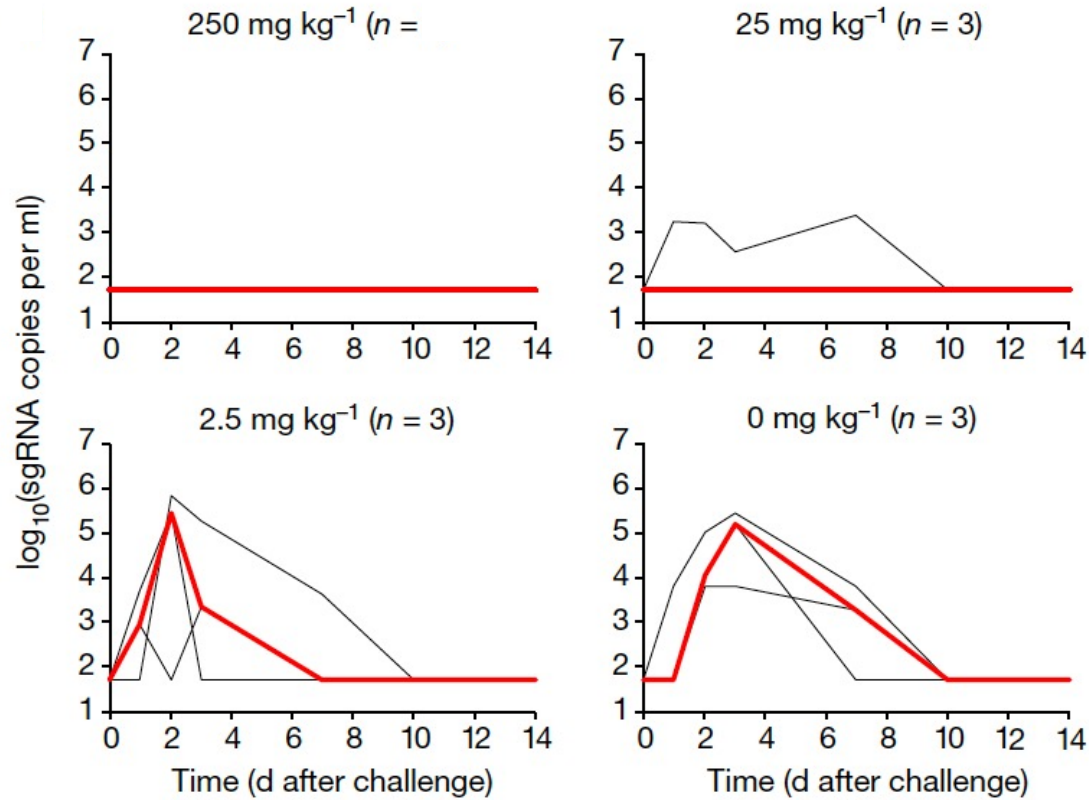 250 mg kg⁻¹ (n =
25 mg kg⁻¹ (n = 3)
7
6
5
4
3
2
1
0 2 4 6 8 10 12 14
7
6
5
4
3
2
1
0 2 4 6 8 10 12 14
log₁₀(sgRNA copies per ml)
2.5 mg kg⁻¹ (n = 3)
0 mg kg⁻¹ (n = 3)
7
6
5
4
3
2
1
0 2 4 6 8 10 12 14
Time (d after challenge)
7
6
5
4
3
2
1
0 2 4 6 8 10 12 14
Time (d after challenge)